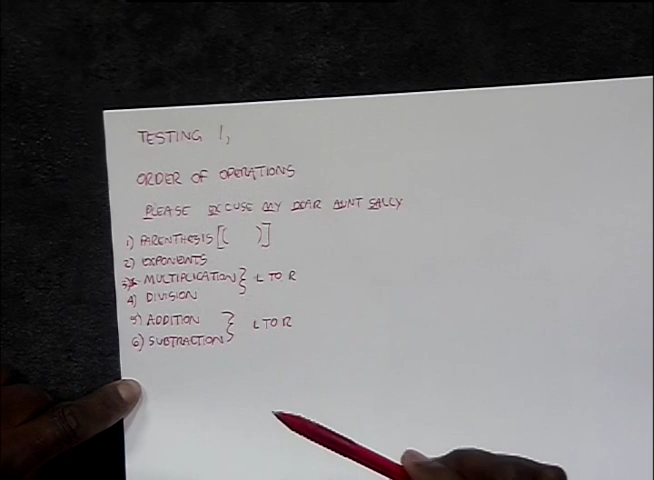 TESTING 1,
ORDER OF OPERATIONS
PLEASE EXCUSE MY DEAR AUNT SALLY
1) PARENTHESIS [( )]
2) EXPONENTS
3) MULTIPLICATION } L TO R
4) DIVISION
5) ADDITION } L TO R
6) SUBTRACTION